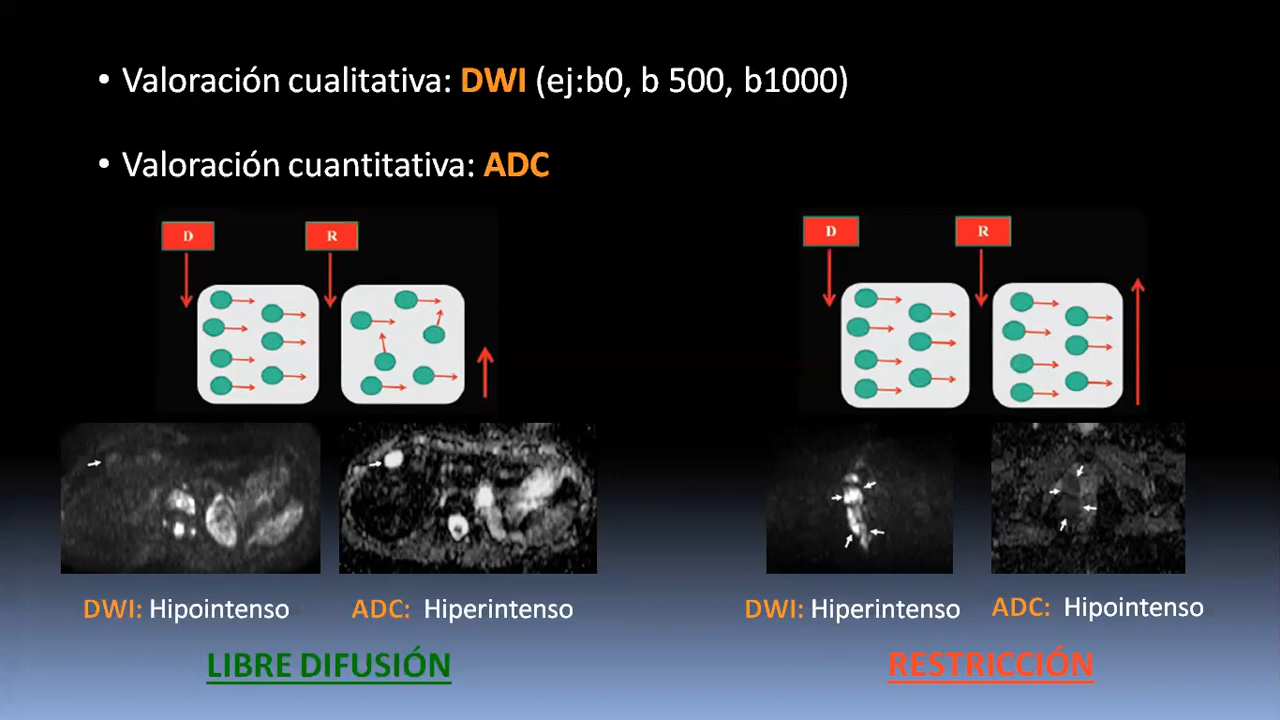 • Valoración cualitativa: DWI (ej:b0, b 500, b1000)
• Valoración cuantitativa: ADC
D R
D R
DWI: Hipointenso
ADC: Hiperintenso
DWI: Hiperintenso
ADC: Hipointenso
LIBRE DIFUSIÓN
RESTRICCIÓN